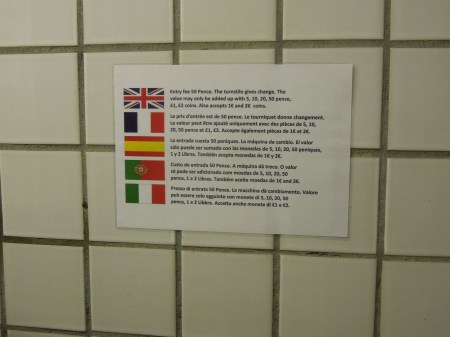 Entry fee 50 Pence. The turnstile gives change. The
value may only be added up with 5, 10, 20, 50 pence,
£1, £2 coins. Also accepts 1€ and 2€ coins.
La prix d'antrée est de 50 pence. Le tourniquet donne changement.
La valeur peut être ajouté uniquement avec des pièces de 5, 10,
20, 50 pence et £1, £2. Accepte également pièces de 1€ et 2€.
La entrada cuesta 50 peniques. La máquina da cambio. El valor
sólo puede ser sumado con las monedas de 5, 10, 20, 50 peniques,
1 y 2 Libras. También acepta monedas de 1€ y 2€.
Custo de entrada 50 Pence. A máquina dá troco. O valor
só pode ser adicionado com moedas de 5, 10, 20, 50
pence, 1 e 2 Libras. Também aceita moedas de 1€ and 2€.
Prezzo di entrata 50 Pence. La macchina dà cambiamento. Valore
può essere solo agguinto con monete di 5, 10, 20, 50
pence, 1 x 2 Libbre. Accetta anche monete di €1 e €2.